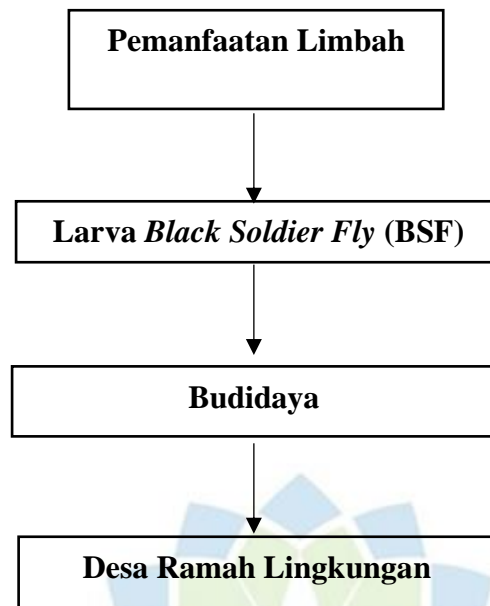 Pemanfaatan Limbah
Larva Black Soldier Fly (BSF)
Budidaya
Desa Ramah Lingkungan